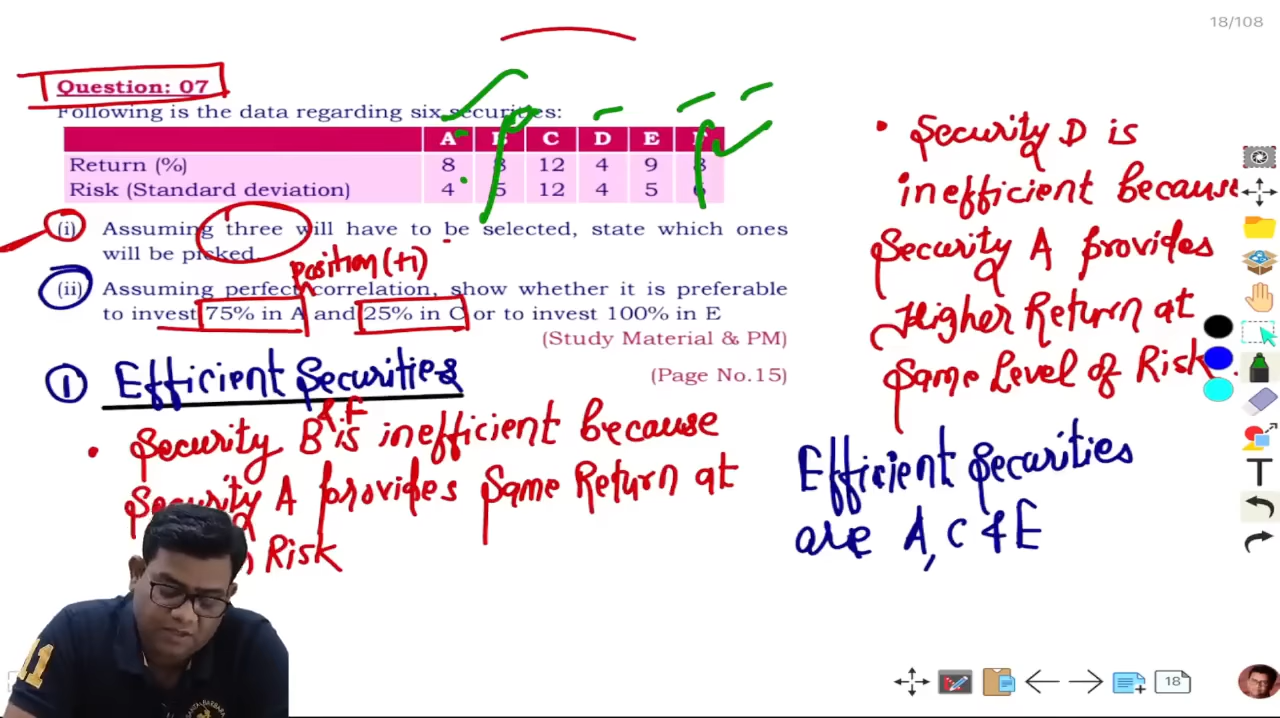 18/108
Question: 07
Following is the data regarding six securities:
A B C D E F
Return (%) 8 8 12 4 9 8
Risk (Standard deviation) 4 5 12 4 5 6
(i) Assuming three will have to be selected, state which ones
will be picked.
position (+1)
(ii) Assuming perfect correlation, show whether it is preferable
to invest 75% in A and 25% in C or to invest 100% in E
(Study Material & PM)
(Page No.15)
① Efficient Securities
& F
• Security B is inefficient because
Security A provides Same Return at
Risk
• Security D is
inefficient because
Security A provides
Higher Return at
Same Level of Risk.
Efficient Securities
are A, C & E
11
T
18